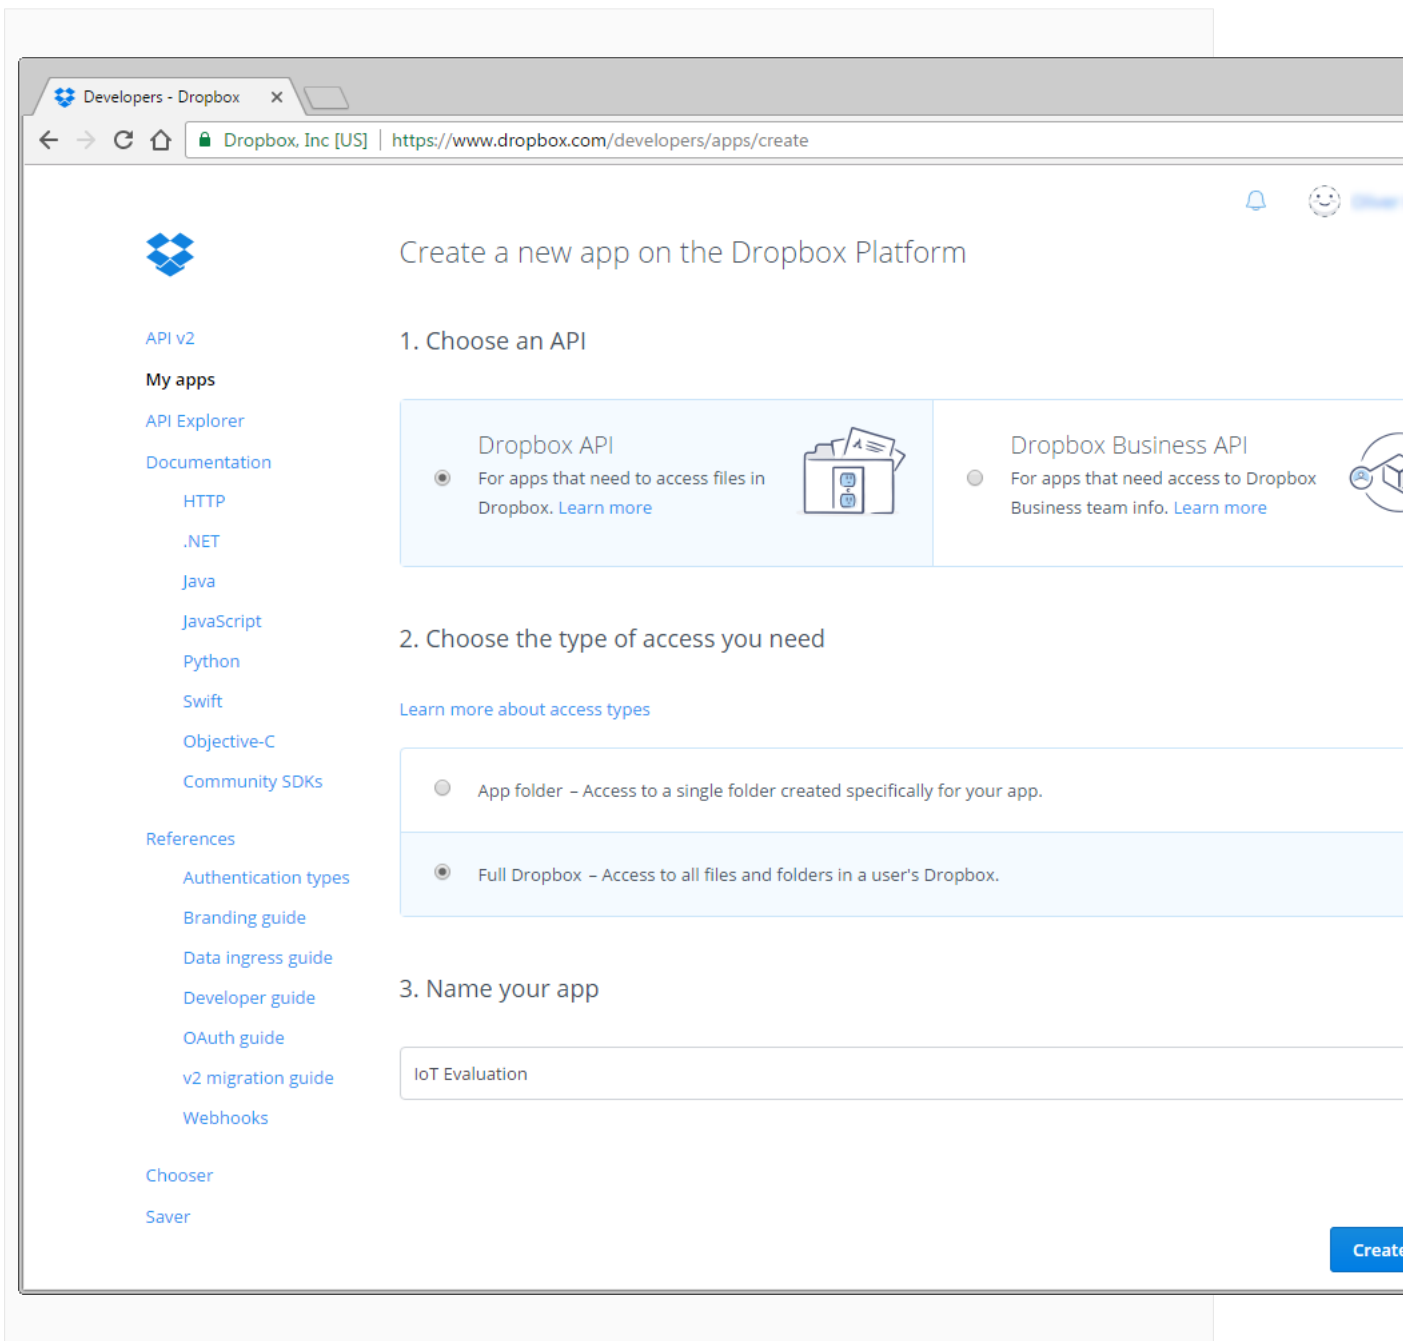 Developers - Dropbox
Dropbox, Inc [US] | https://www.dropbox.com/developers/apps/create
Create a new app on the Dropbox Platform
API v2
My apps
API Explorer
Documentation
HTTP
.NET
Java
JavaScript
Python
Swift
Objective-C
Community SDKs
References
Authentication types
Branding guide
Data ingress guide
Developer guide
OAuth guide
v2 migration guide
Webhooks
Chooser
Saver
1. Choose an API
Dropbox API
For apps that need to access files in
Dropbox. Learn more
Dropbox Business API
For apps that need access to Dropbox
Business team info. Learn more
2. Choose the type of access you need
Learn more about access types
App folder – Access to a single folder created specifically for your app.
Full Dropbox – Access to all files and folders in a user's Dropbox.
3. Name your app
IoT Evaluation
Create